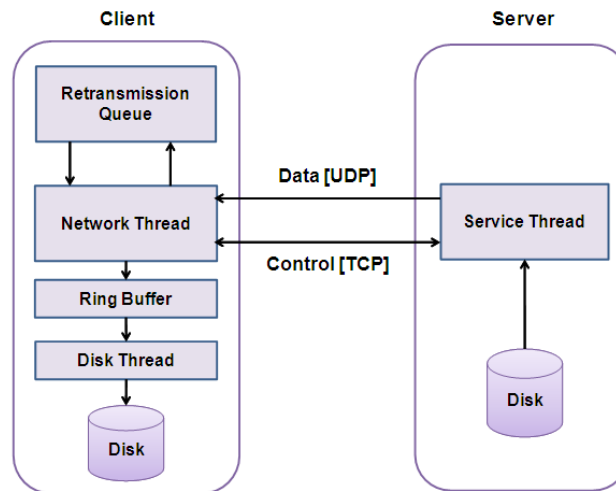 Client
Server
Retransmission
Queue
Data [UDP]
Network Thread
Service Thread
Control [TCP]
Ring Buffer
Disk Thread
Disk
Disk